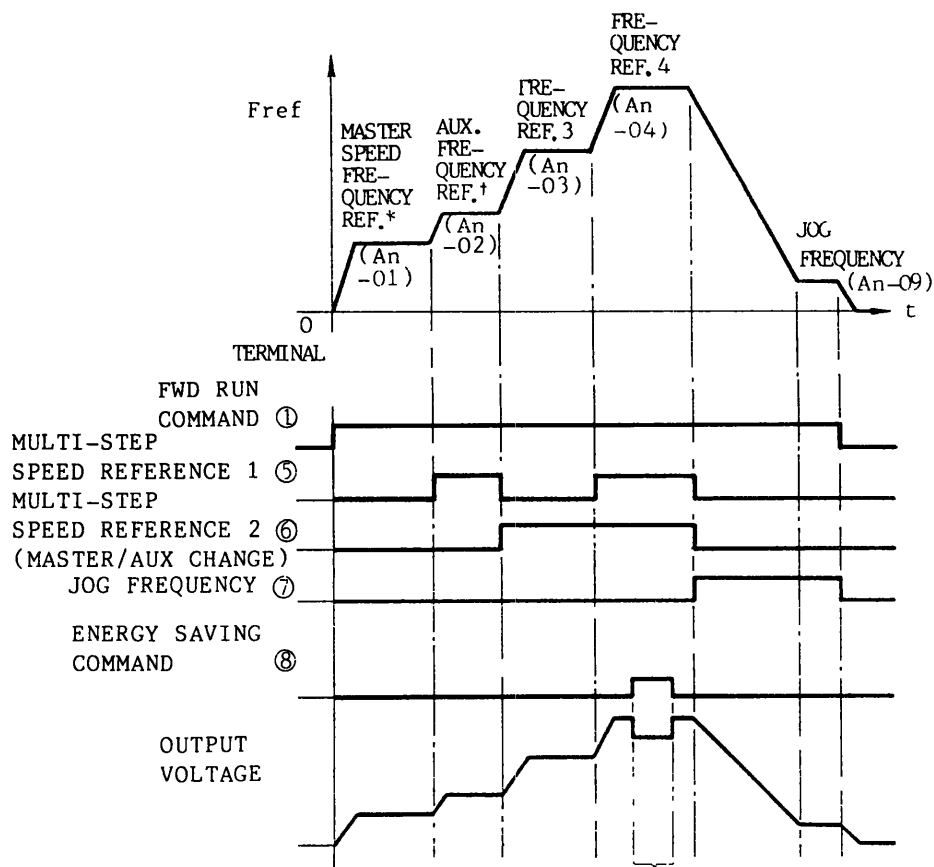 FRE-
QUENCY
REF. 4
(An
-04)
Fref
FRE-
QUENCY
REF. 3
(An
-03)
AUX.
FRE-
QUENCY
REF.†
(An
-02)
MASTER
SPEED
FRE-
QUENCY
REF.*
(An
-01)
JOG
FREQUENCY
(An-09)
0
t
TERMINAL
FWD RUN
COMMAND ①
MULTI-STEP
SPEED REFERENCE 1 ⑤
MULTI-STEP
SPEED REFERENCE 2 ⑥
(MASTER/AUX CHANGE)
JOG FREQUENCY ⑦
ENERGY SAVING
COMMAND ⑧
OUTPUT
VOLTAGE